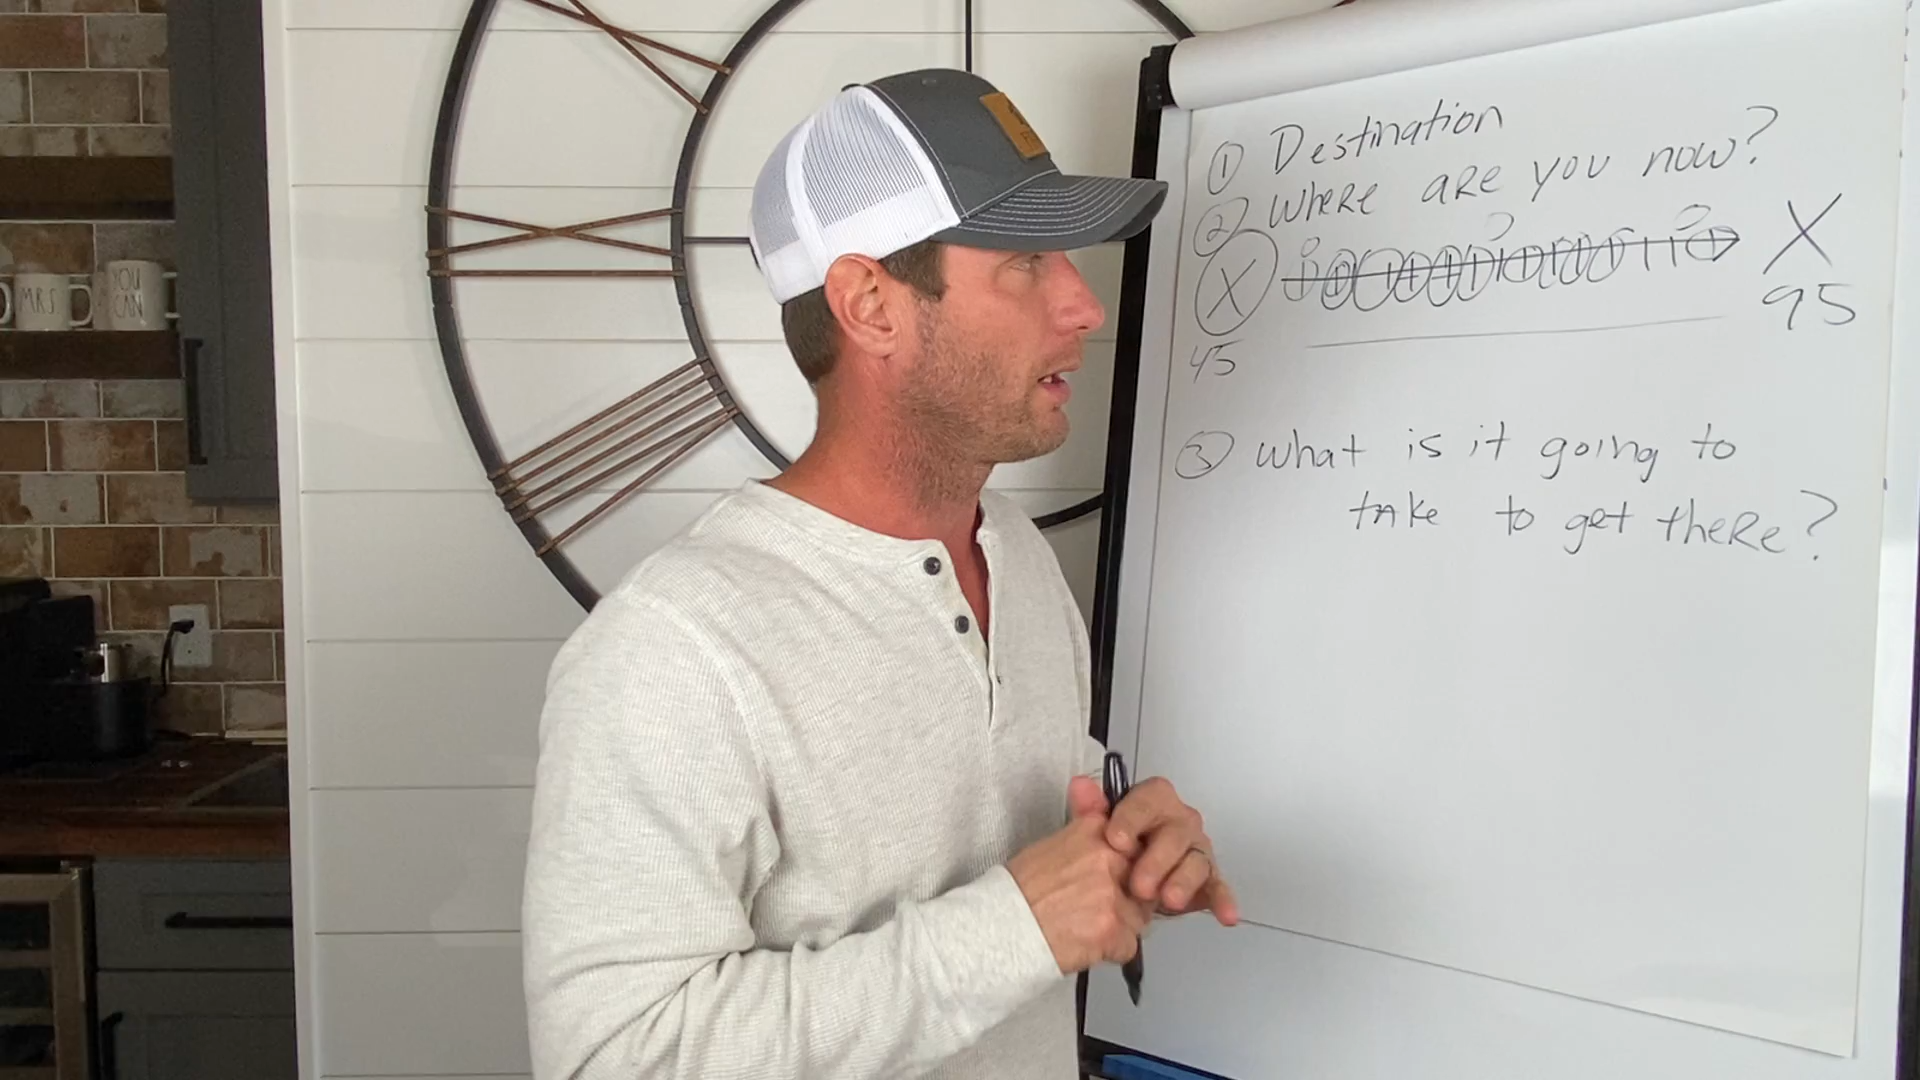 ① Destination
② Where are you now?
X X
45 95
③ What is it going to
take to get there?
MRS
YOU
CAN